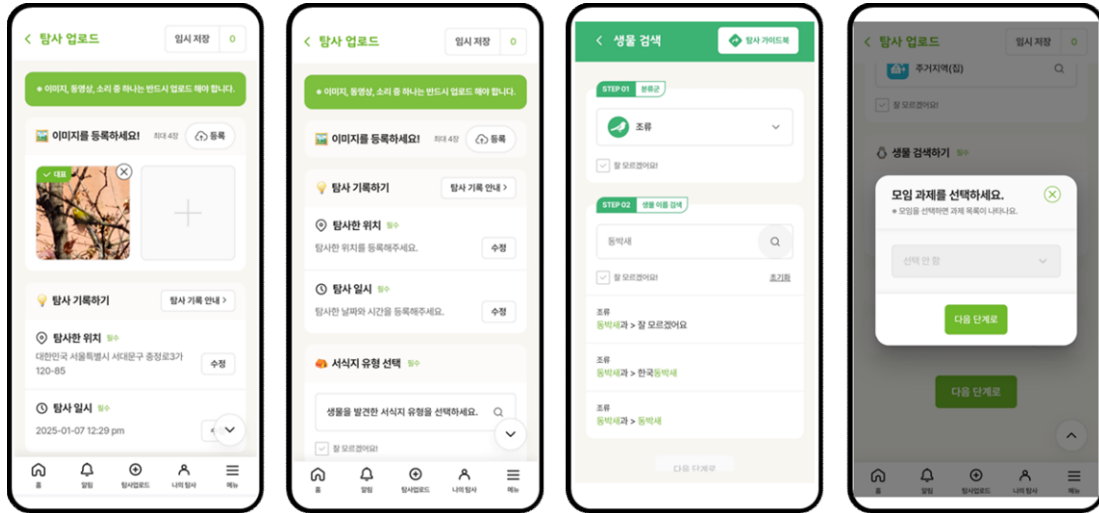 탐사 업로드
임시 저장 0
※ 이미지, 동영상, 소리 중 하나는 반드시 업로드 해야 합니다.
이미지를 등록하세요! 최대 4장 등록
대표
탐사 기록하기 탐사 기록 안내 >
탐사한 위치 필수
대한민국 서울특별시 서대문구 충정로3가
120-85
수정
탐사 일시 필수
2025-01-07 12:29 pm
홈 알림 탐사업로드 나의 탐사 메뉴
탐사 업로드
임시 저장 0
※ 이미지, 동영상, 소리 중 하나는 반드시 업로드 해야 합니다.
이미지를 등록하세요! 최대 4장 등록
탐사 기록하기 탐사 기록 안내 >
탐사한 위치 필수
탐사한 위치를 등록해주세요. 수정
탐사 일시 필수
탐사한 날짜와 시간을 등록해주세요. 수정
서식지 유형 선택 필수
생물을 발견한 서식지 유형을 선택하세요.
잘 모르겠어요!
홈 알림 탐사업로드 나의 탐사 메뉴
생물 검색
탐사 가이드북
STEP 01 분류군
조류
잘 모르겠어요!
STEP 02 생물 이름 검색
동박새
잘 모르겠어요! 초기화
조류
동박새과 > 잘 모르겠어요
조류
동박새과 > 한국동박새
조류
동박새과 > 동박새
다음 단계로
탐사 업로드
임시 저장 0
주거지역(집)
잘 모르겠어요!
생물 검색하기 필수
모임 과제를 선택하세요.
※ 모임을 선택하면 과제 목록이 나타나요.
선택 안 함
다음 단계로
다음 단계로
홈 알림 탐사업로드 나의 탐사 메뉴